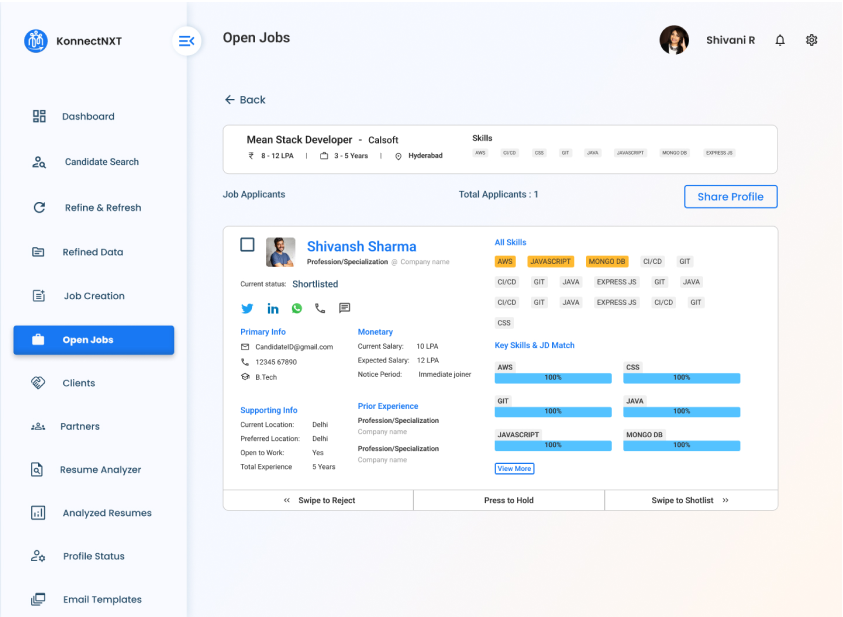 KonnectNXT
Open Jobs
Shivani R
Dashboard
Candidate Search
Refine & Refresh
Refined Data
Job Creation
Open Jobs
Clients
Partners
Resume Analyzer
Analyzed Resumes
Profile Status
Email Templates
← Back
Mean Stack Developer - Calsoft
₹ 8 - 12 LPA | 3 - 5 Years | Hyderabad
Skills
AWS CI/CD CSS GIT JAVA JAVASCRIPT MONGO DB EXPRESS JS
Job Applicants
Total Applicants : 1
Share Profile
Shivansh Sharma
Profession/Specialization @ Company name
Current status: Shortlisted
Primary Info
CandidateID@gmail.com
12345 67890
B.Tech
Monetary
Current Salary: 10 LPA
Expected Salary: 12 LPA
Notice Period: Immediate joiner
Supporting Info
Current Location: Delhi
Preferred Location: Delhi
Open to Work: Yes
Total Experience 5 Years
Prior Experience
Profession/Specialization
Company name
Profession/Specialization
Company name
All Skills
AWS JAVASCRIPT MONGO DB CI/CD GIT
CI/CD GIT JAVA EXPRESS JS GIT JAVA
CI/CD GIT JAVA EXPRESS JS CI/CD GIT
CSS
Key Skills & JD Match
AWS CSS
100% 100%
GIT JAVA
100% 100%
JAVASCRIPT MONGO DB
100% 100%
View More
<< Swipe to Reject
Press to Hold
Swipe to Shotlist >>